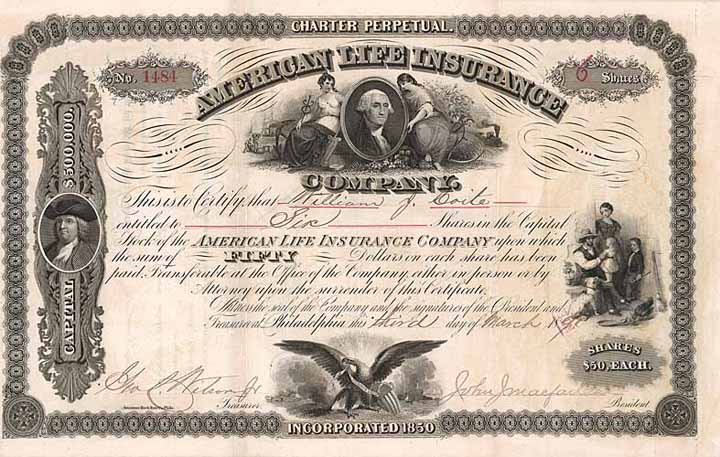 CHARTER PERPETUAL.
No. 1484
AMERICAN LIFE INSURANCE
6 Shares
COMPANY.
$500,000.
CAPITAL
This is to Certify, that William J. Coile
entitled to Six Shares in the Capital
Stock of the AMERICAN LIFE INSURANCE COMPANY upon which
the sum of FIFTY Dollars on each share has been
paid, Transferable at the Office of the Company, either in person or by
Attorney upon the surrender of this Certificate.
Witness the seal of the Company and the signatures of the President and
Treasurer at Philadelphia this third day of March
SHARES
$50, EACH.
Treasurer.
President
INCORPORATED 1850